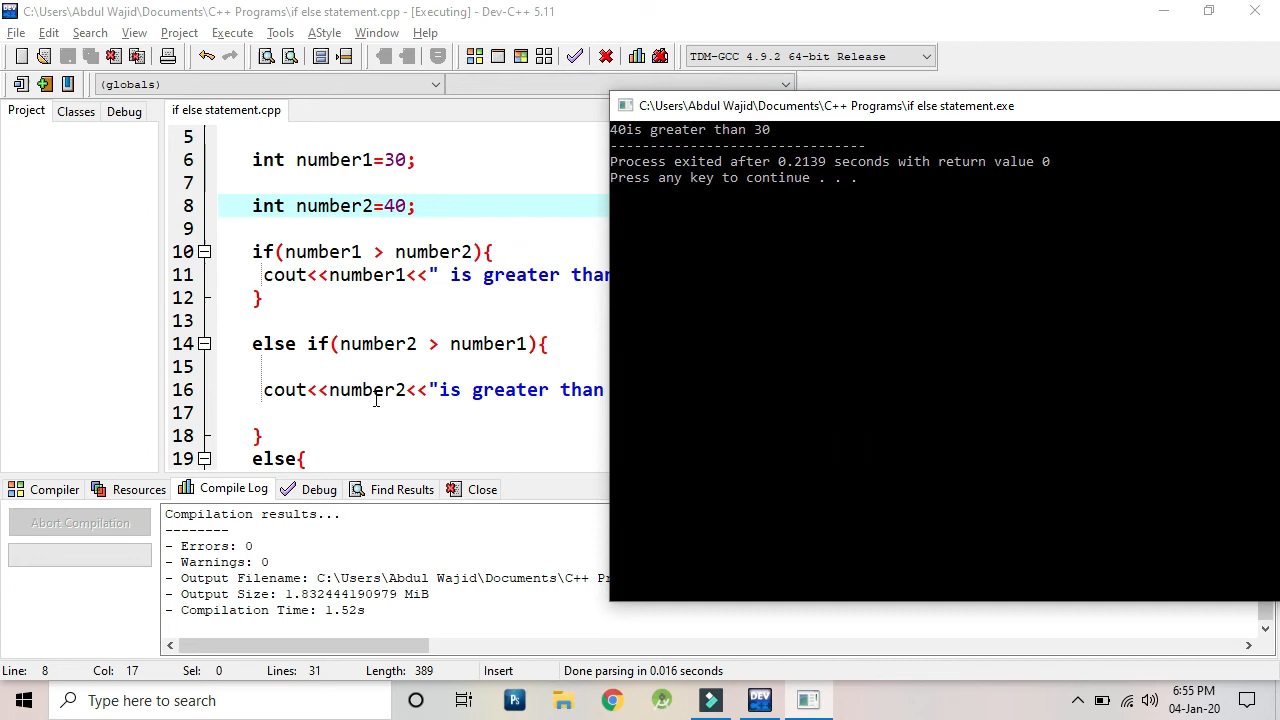 C:\Users\Abdul Wajid\Documents\C++ Programs\if else statement.cpp - [Executing] - Dev-C++ 5.11
File Edit Search View Project Execute Tools AStyle Window Help
TDM-GCC 4.9.2 64-bit Release
(globals)
Project Classes Debug if else statement.cpp
C:\Users\Abdul Wajid\Documents\C++ Programs\if else statement.exe
40is greater than 30
--------------------------------
Process exited after 0.2139 seconds with return value 0
Press any key to continue . . .
5
6 int number1=30;
7
8 int number2=40;
9
10 if(number1 > number2){
11 cout<<number1<<" is greater than
12 }
13
14 else if(number2 > number1){
15
16 cout<<number2<<"is greater than
17
18 }
19 else{
Compiler Resources Compile Log Debug Find Results Close
Abort Compilation
Compilation results...
--------
- Errors: 0
- Warnings: 0
- Output Filename: C:\Users\Abdul Wajid\Documents\C++ P
- Output Size: 1.832444190979 MiB
- Compilation Time: 1.52s
Line: 8 Col: 17 Sel: 0 Lines: 31 Length: 389 Insert Done parsing in 0.016 seconds
Type here to search
Ps
DEV
6:55 PM
04-Jan-20